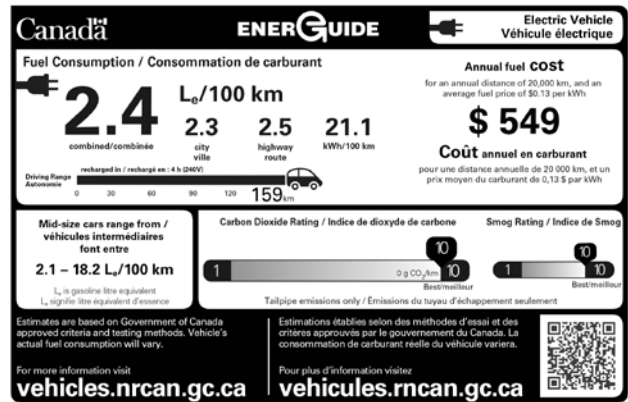 Canada
ENERGUIDE
Electric Vehicle
Véhicule électrique
Fuel Consumption / Consommation de carburant
2.4
combined/combinée
Le/100 km
2.3
city
ville
2.5
highway
route
21.1
kWh/100 km
Driving Range
Autonomie
recharged in / rechargé en : 4 h (240V)
0 30 60 90 120 159 km
Annual fuel COST
for an annual distance of 20,000 km, and an
average fuel price of $0.13 per kWh
$ 549
Coût annuel en carburant
pour une distance annuelle de 20 000 km, et un
prix moyen du carburant de 0,13 $ par kWh
Mid-size cars range from /
véhicules intermédiaires
font entre
2.1 – 18.2 Le/100 km
Le is gasoline litre equivalent
Le signifie litre équivalent d'essence
Carbon Dioxide Rating / Indice de dioxyde de carbone
10
1
0 g CO2/km
10
Best/meilleur
Smog Rating / Indice de Smog
10
1
10
Best/meilleur
Tailpipe emissions only / Émissions du tuyau d'échappement seulement
Estimates are based on Government of Canada
approved criteria and testing methods. Vehicle's
actual fuel consumption will vary.
For more information visit
vehicles.nrcan.gc.ca
Estimations établies selon des méthodes d'essai et des
critères approuvés par le gouvernement du Canada. La
consommation de carburant réelle du véhicule variera.
Pour plus d'information visitez
vehicules.rncan.gc.ca